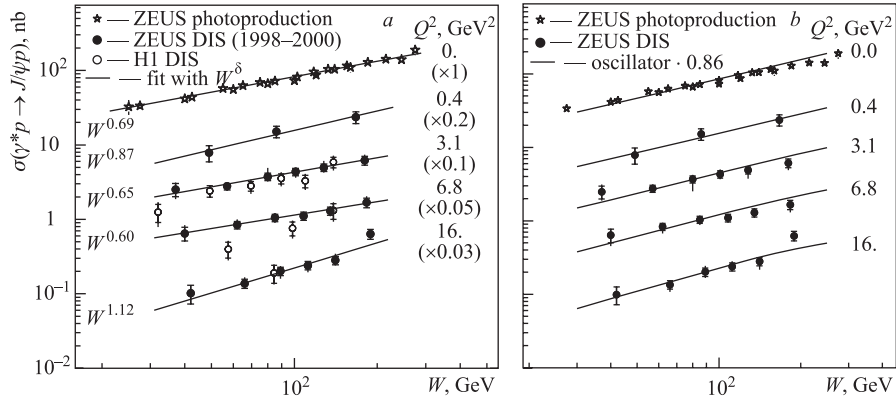 σ(γ*p → J/ψp), nb
ZEUS photoproduction
ZEUS DIS (1998–2000)
H1 DIS
fit with W^δ
a
Q², GeV²
0.
(×1)
0.4
(×0.2)
3.1
(×0.1)
6.8
(×0.05)
16.
(×0.03)
10²
10
1
10⁻¹
10⁻²
W^0.69
W^0.87
W^0.65
W^0.60
W^1.12
10²
W, GeV
ZEUS photoproduction
ZEUS DIS
oscillator · 0.86
b
Q², GeV²
0.0
0.4
3.1
6.8
16.
10²
W, GeV